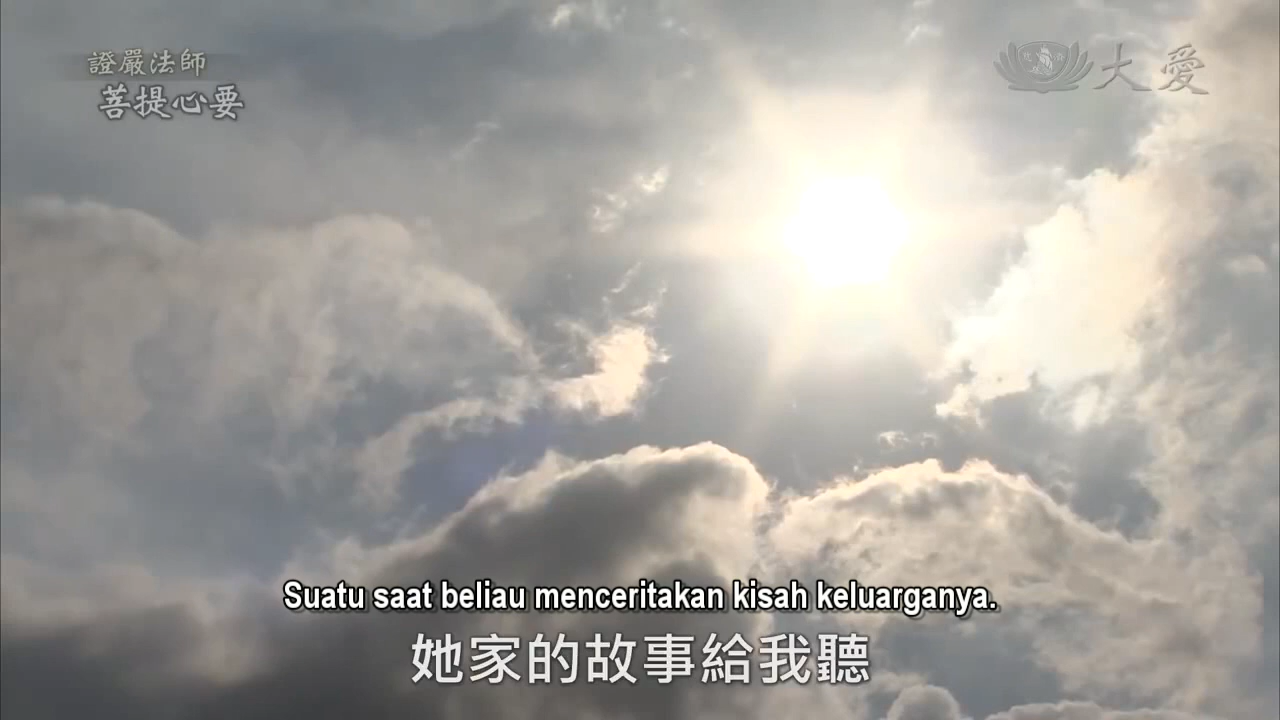 證嚴法師
菩提心要
大愛
Suatu saat beliau menceritakan kisah keluarganya.
她家的故事給我聽